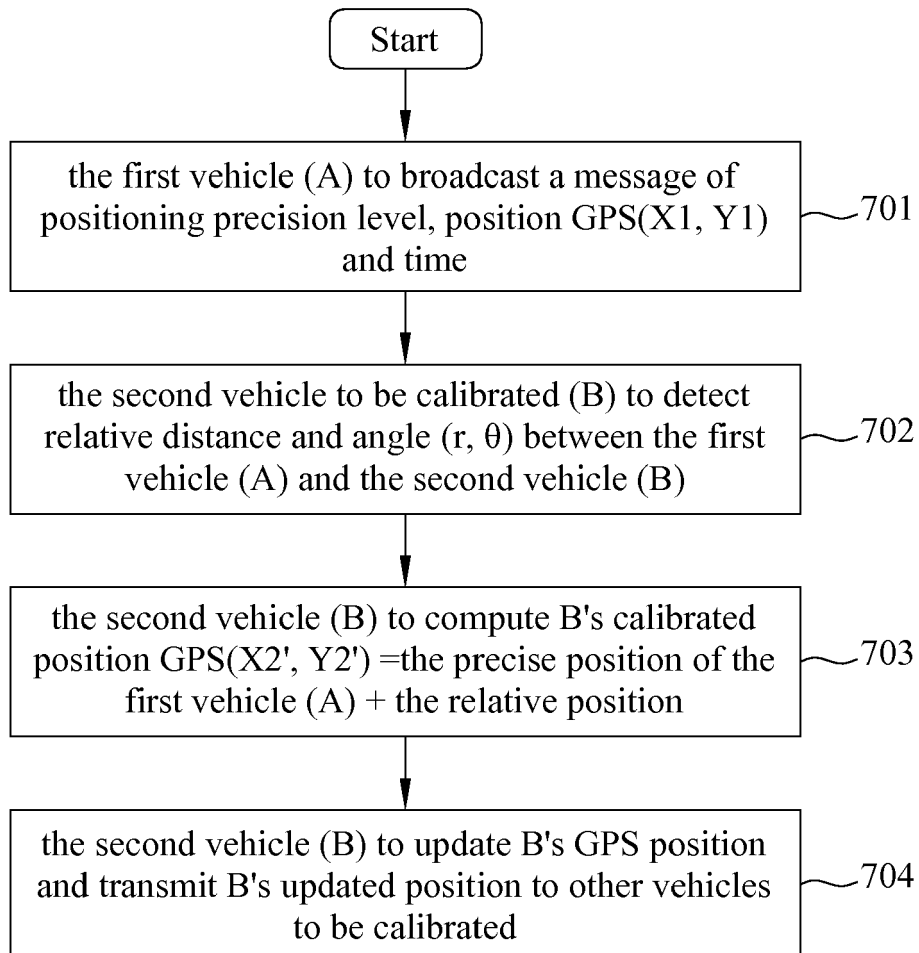 Start
the first vehicle (A) to broadcast a message of
positioning precision level, position GPS(X1, Y1)
and time
701
the second vehicle to be calibrated (B) to detect
relative distance and angle (r, θ) between the first
vehicle (A) and the second vehicle (B)
702
the second vehicle (B) to compute B's calibrated
position GPS(X2', Y2') =the precise position of the
first vehicle (A) + the relative position
703
the second vehicle (B) to update B's GPS position
and transmit B's updated position to other vehicles
to be calibrated
704